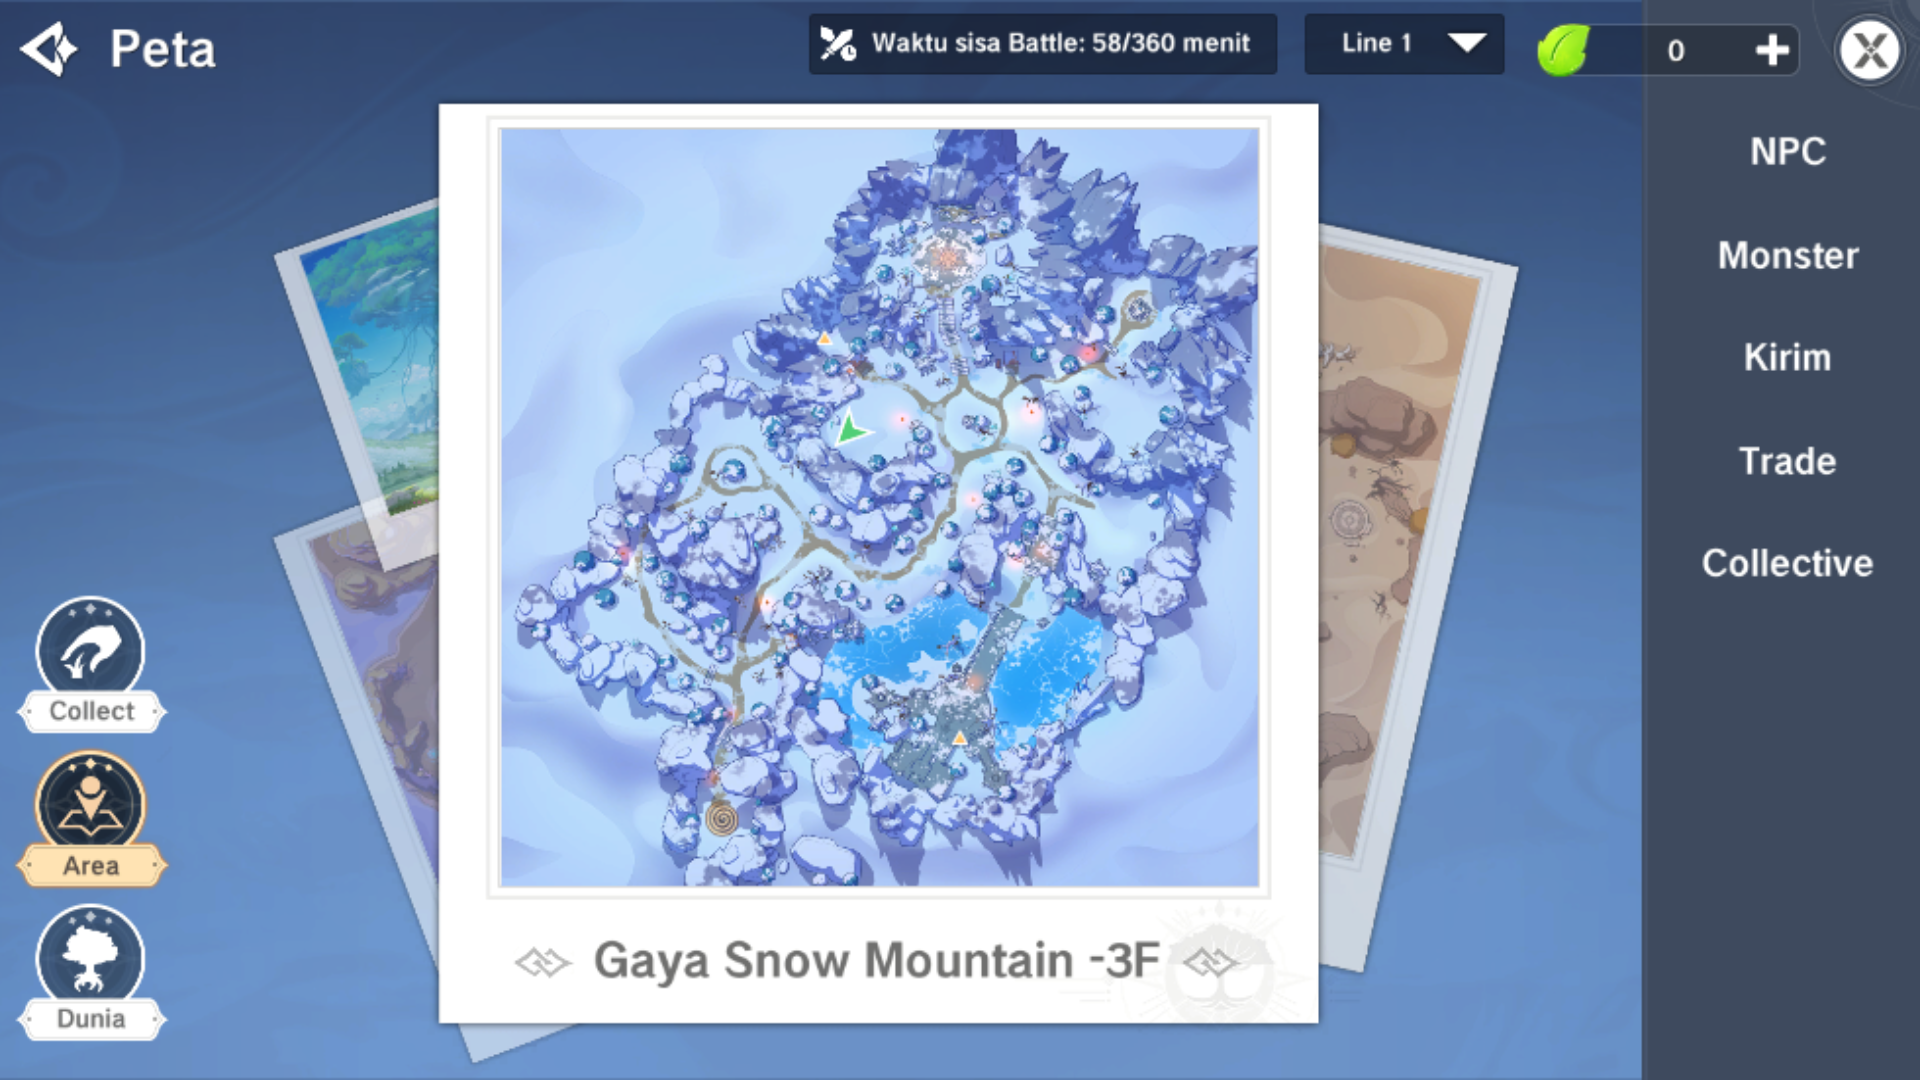 Peta
Waktu sisa Battle: 58/360 menit
Line 1
0
NPC
Monster
Kirim
Trade
Collective
Collect
Area
Dunia
Gaya Snow Mountain -3F